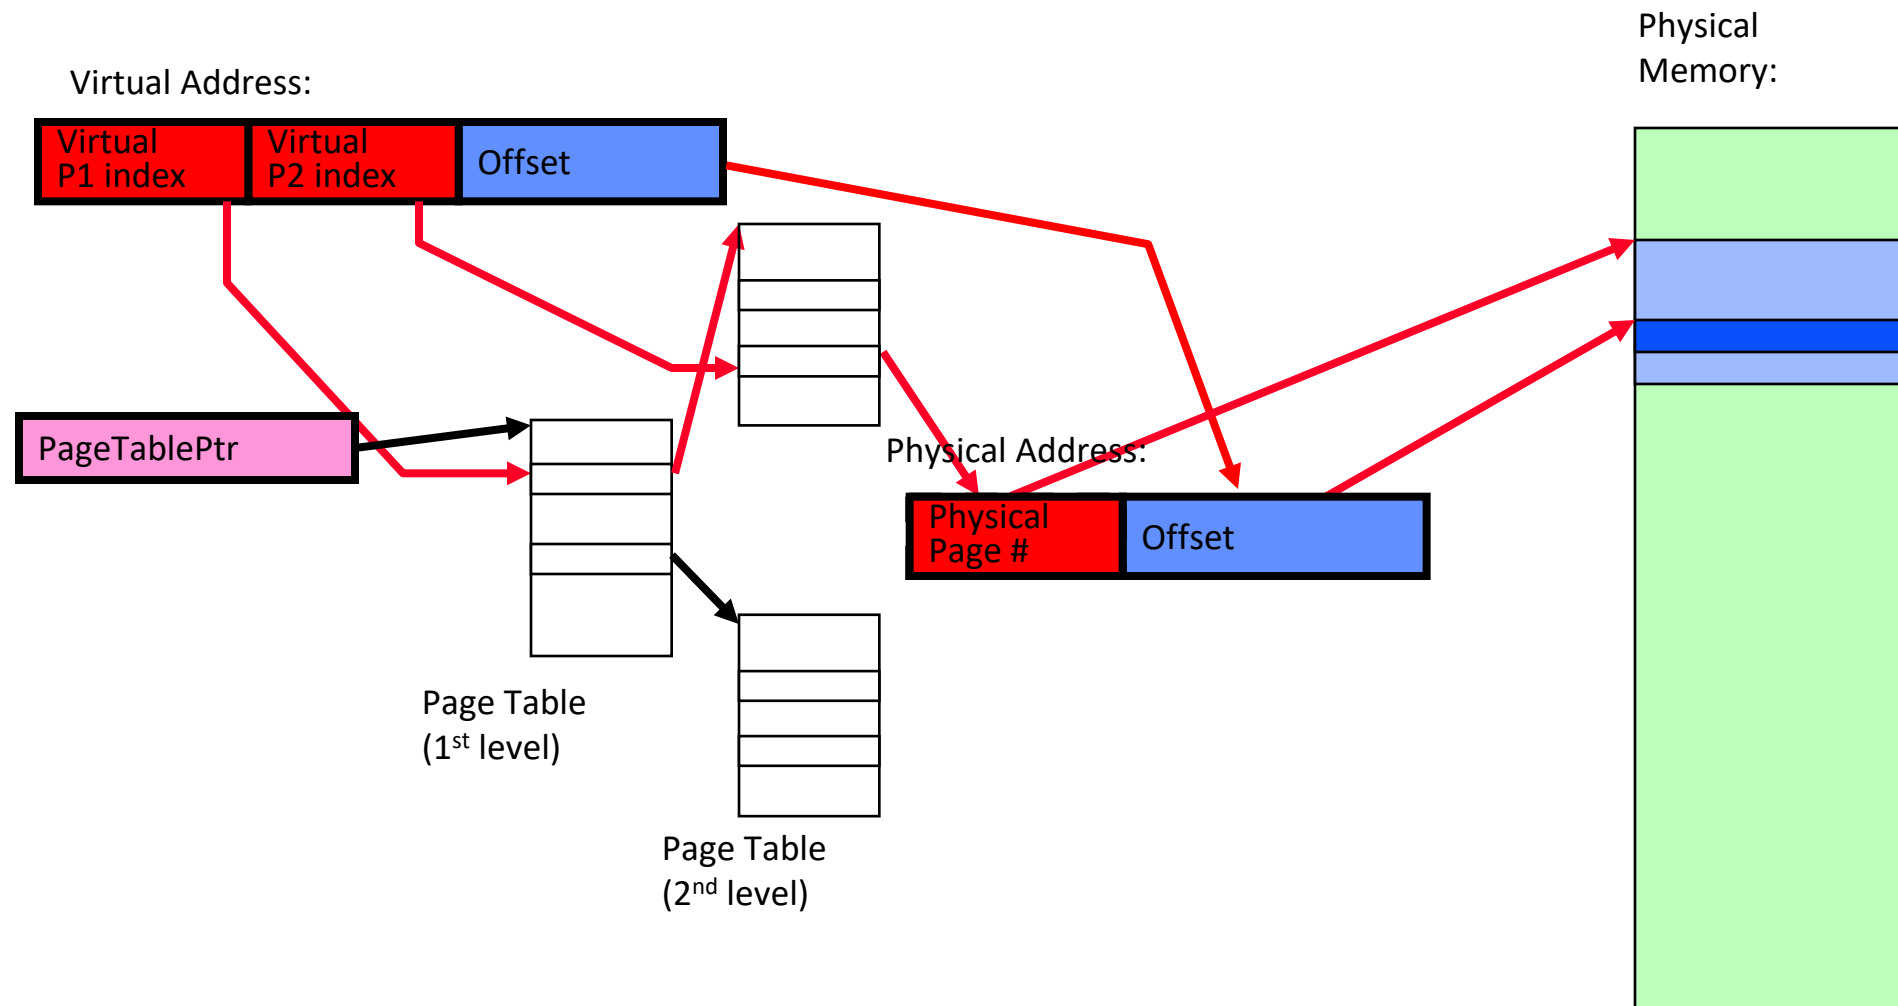 Physical
Memory:
Virtual Address:
Virtual
P1 index
Virtual
P2 index
Offset
PageTablePtr
Physical Address:
Physical
Page #
Offset
Page Table
(1st level)
Page Table
(2nd level)